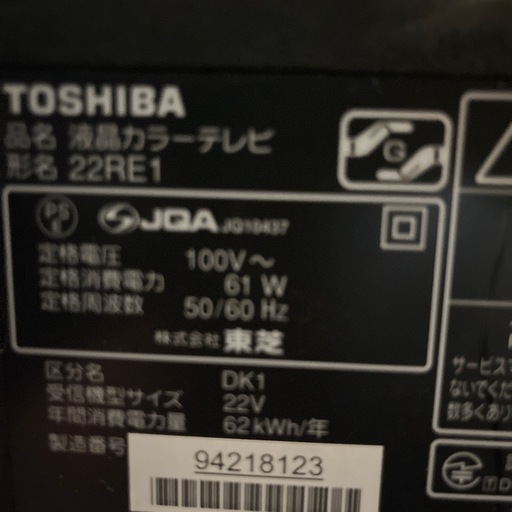 TOSHIBA
品名 液晶カラーテレビ
形名 22RE1
G
PS
E
JQA JQ10437
定格電圧 100V～
定格消費電力 61 W
定格周波数 50/60 Hz
株式会社 東芝
区分名 DK1
受信機型サイズ 22V
年間消費電力量 62kWh/年
製造番号
94218123
サービスマ
ないでくだ
数多くあり